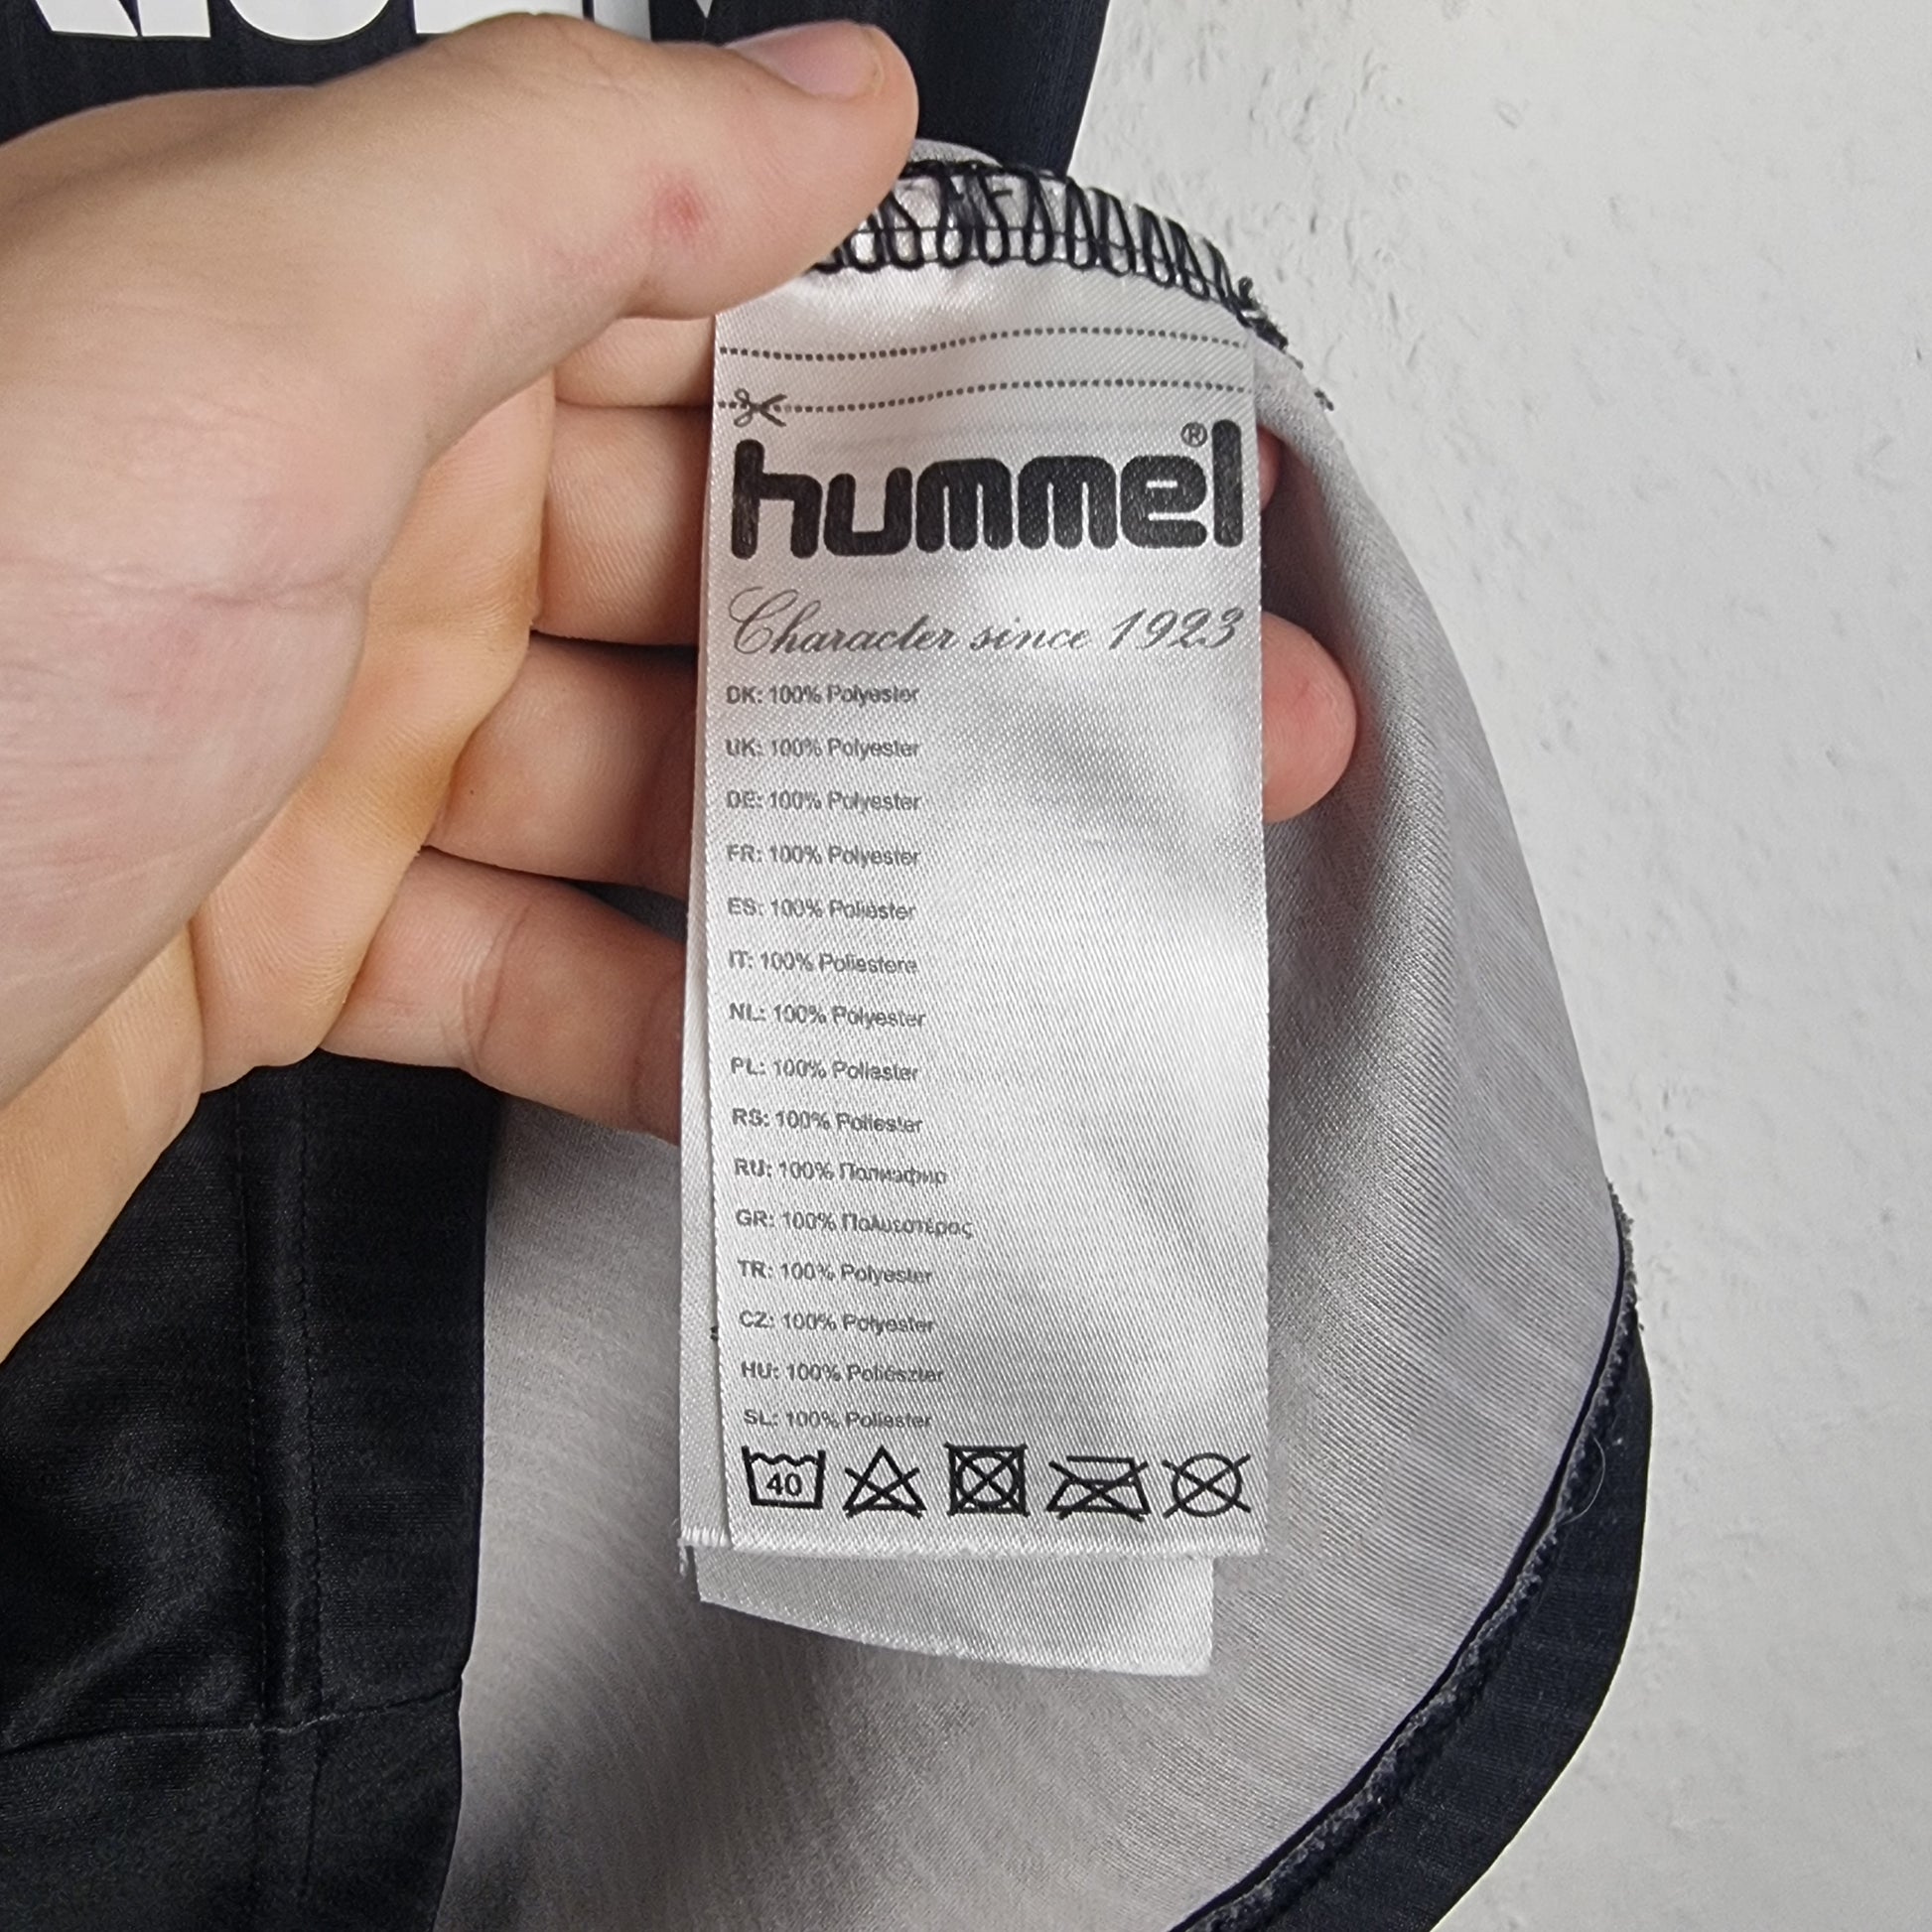 hummel®
Character since 1923
DK: 100% Polyester
UK: 100% Polyester
DE: 100% Polyester
FR: 100% Polyester
ES: 100% Poliéster
IT: 100% Poliestere
NL: 100% Polyester
PL: 100% Poliester
RS: 100% Poliester
RU: 100% Полиэфир
GR: 100% Πολυεστέρας
TR: 100% Polyester
CZ: 100% Polyester
HU: 100% Poliészter
SL: 100% Poliester
40